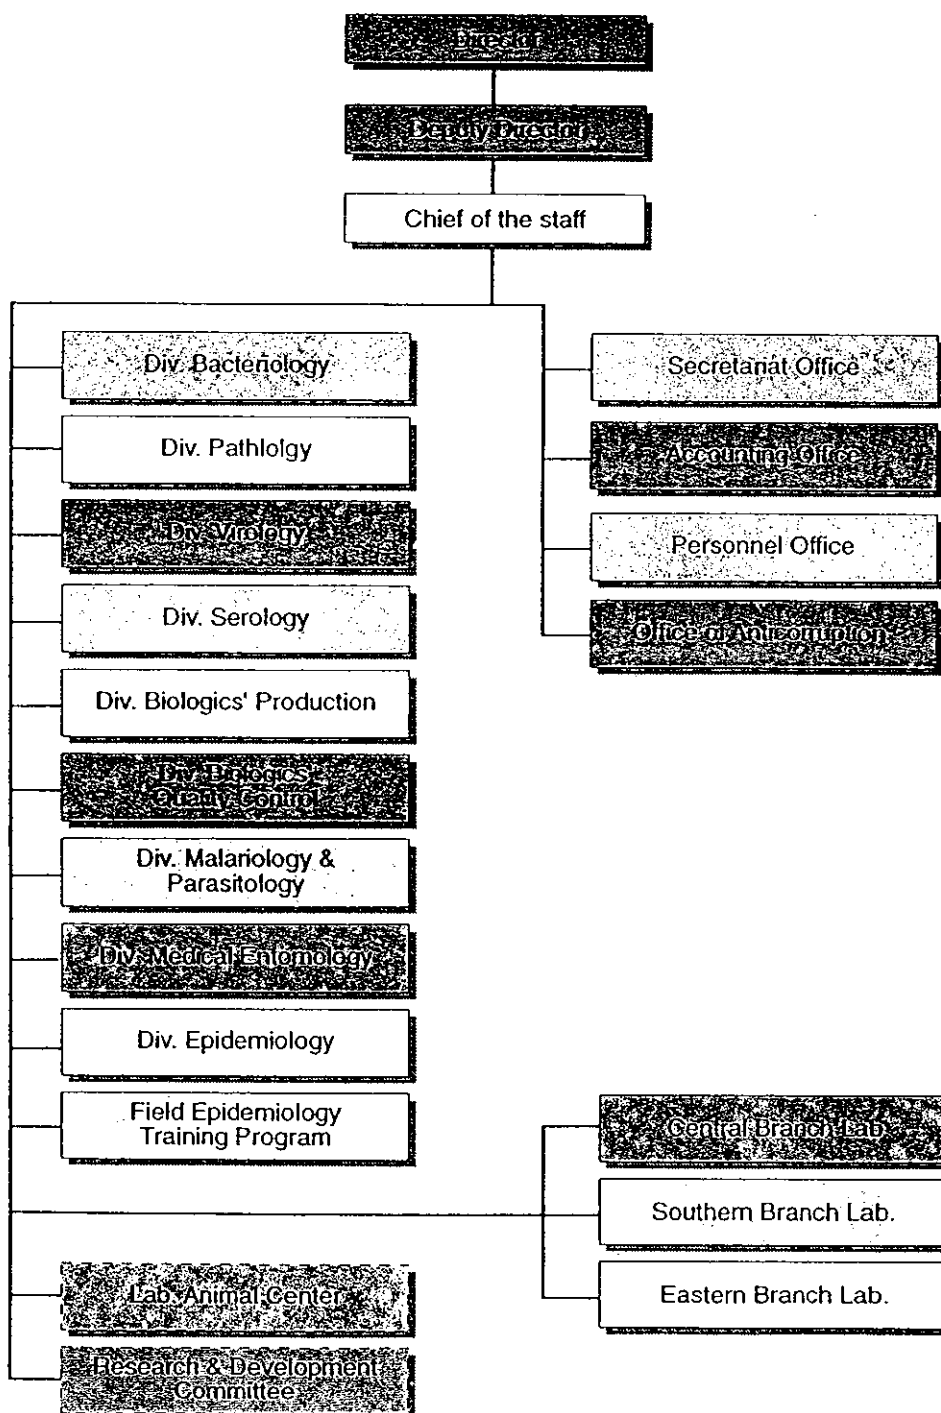 Director
Deputy Director
Chief of the staff
Div. Bacteriology
Div. Pathlolgy
Div. Virology
Div. Serology
Div. Biologics' Production
Div. Biologics'
Quality Control
Div. Malariology &
Parasitology
Div. Medical Entomology
Div. Epidemiology
Field Epidemiology
Training Program
Lab. Animal Center
Research & Development
Committee
Secretariat Office
Accounting Office
Personnel Office
Office of Anticorruption
Central Branch Lab.
Southern Branch Lab.
Eastern Branch Lab.